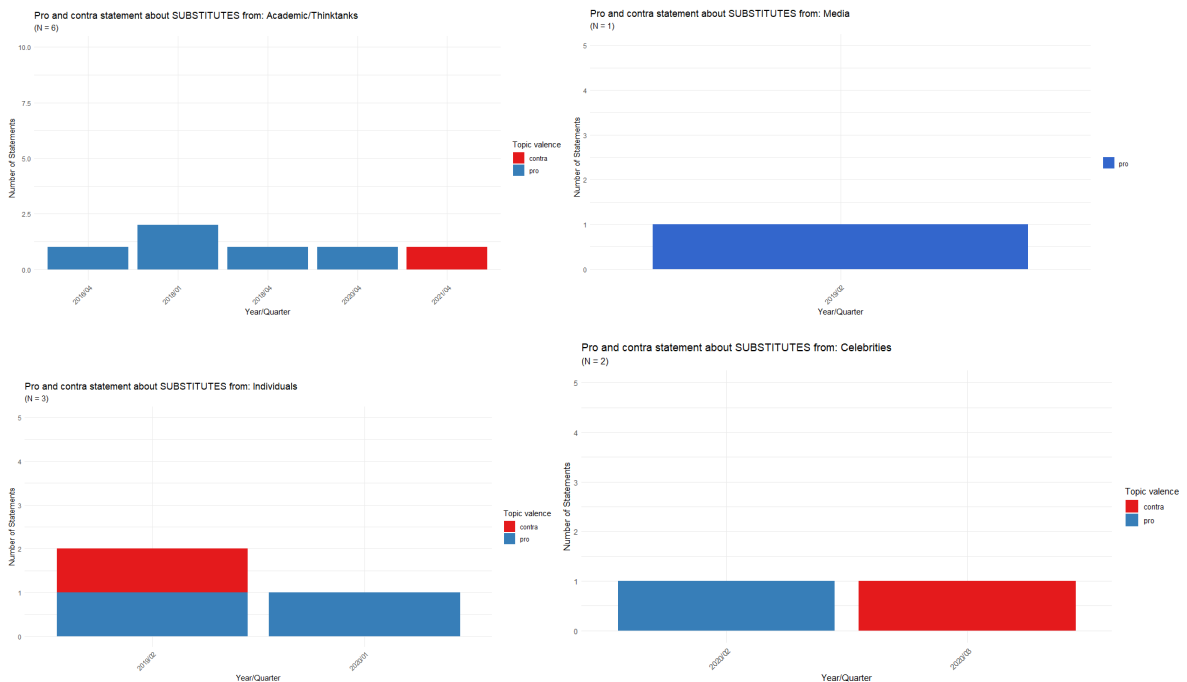 Pro and contra statement about SUBSTITUTES from: Academic/Thinktanks
(N = 6)
10.0
7.5
5.0
2.5
0.0
Number of Statements
2016/04
2018/01
2018/04
2020/04
2021/04
Year/Quarter
Topic valence
contra
pro
Pro and contra statement about SUBSTITUTES from: Media
(N = 1)
5
4
3
2
1
0
Number of Statements
2019/02
Year/Quarter
pro
Pro and contra statement about SUBSTITUTES from: Individuals
(N = 3)
5
4
3
2
1
0
Number of Statements
2019/02
2020/01
Year/Quarter
Topic valence
contra
pro
Pro and contra statement about SUBSTITUTES from: Celebrities
(N = 2)
5
4
3
2
1
0
Number of Statements
2020/02
2020/03
Year/Quarter
Topic valence
contra
pro